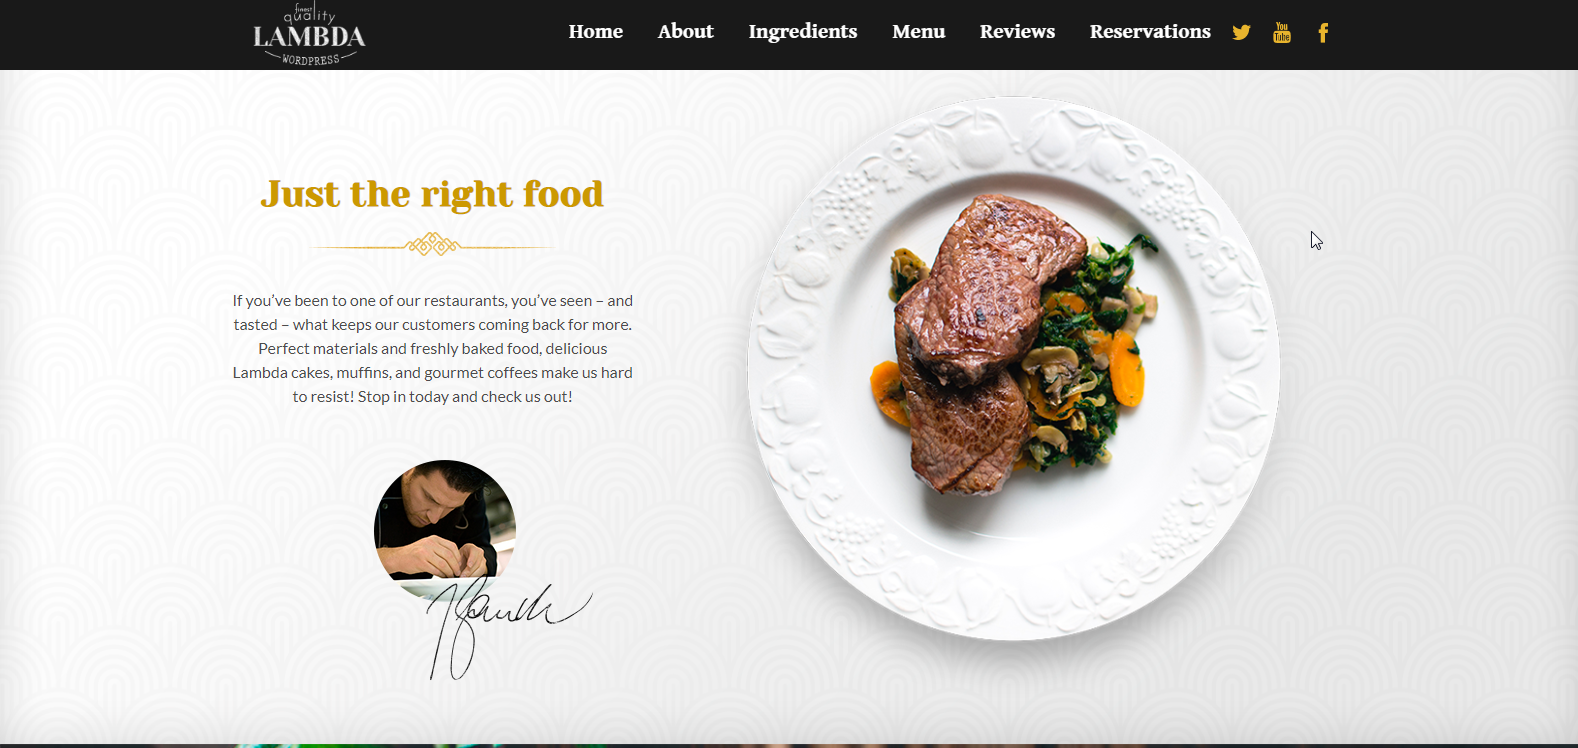 finest
quality
LAMBDA
WORDPRESS
Home About Ingredients Menu Reviews Reservations
You
Tube
Just the right food
If you’ve been to one of our restaurants, you’ve seen – and
tasted – what keeps our customers coming back for more.
Perfect materials and freshly baked food, delicious
Lambda cakes, muffins, and gourmet coffees make us hard
to resist! Stop in today and check us out!